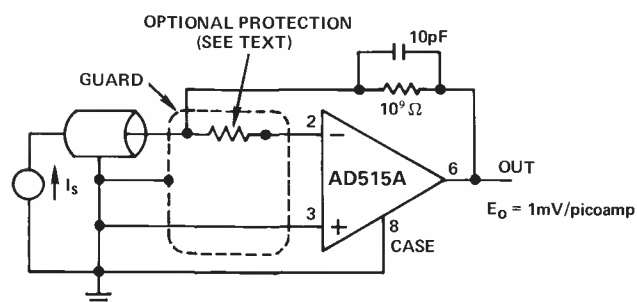 OPTIONAL PROTECTION
(SEE TEXT)
10pF
GUARD
10⁹ Ω
2
−
AD515A
6
OUT
I_S
E_O = 1mV/picoamp
3
+
8
CASE